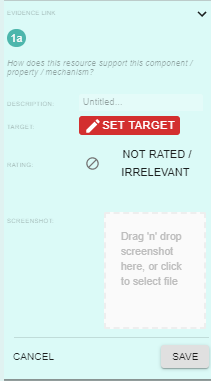 EVIDENCE LINK
1a
How does this resource support this component /
property / mechanism?
DESCRIPTION:
Untitled...
TARGET:
SET TARGET
RATING:
NOT RATED /
IRRELEVANT
SCREENSHOT:
Drag 'n' drop
screenshot
here, or click
to select file
CANCEL
SAVE